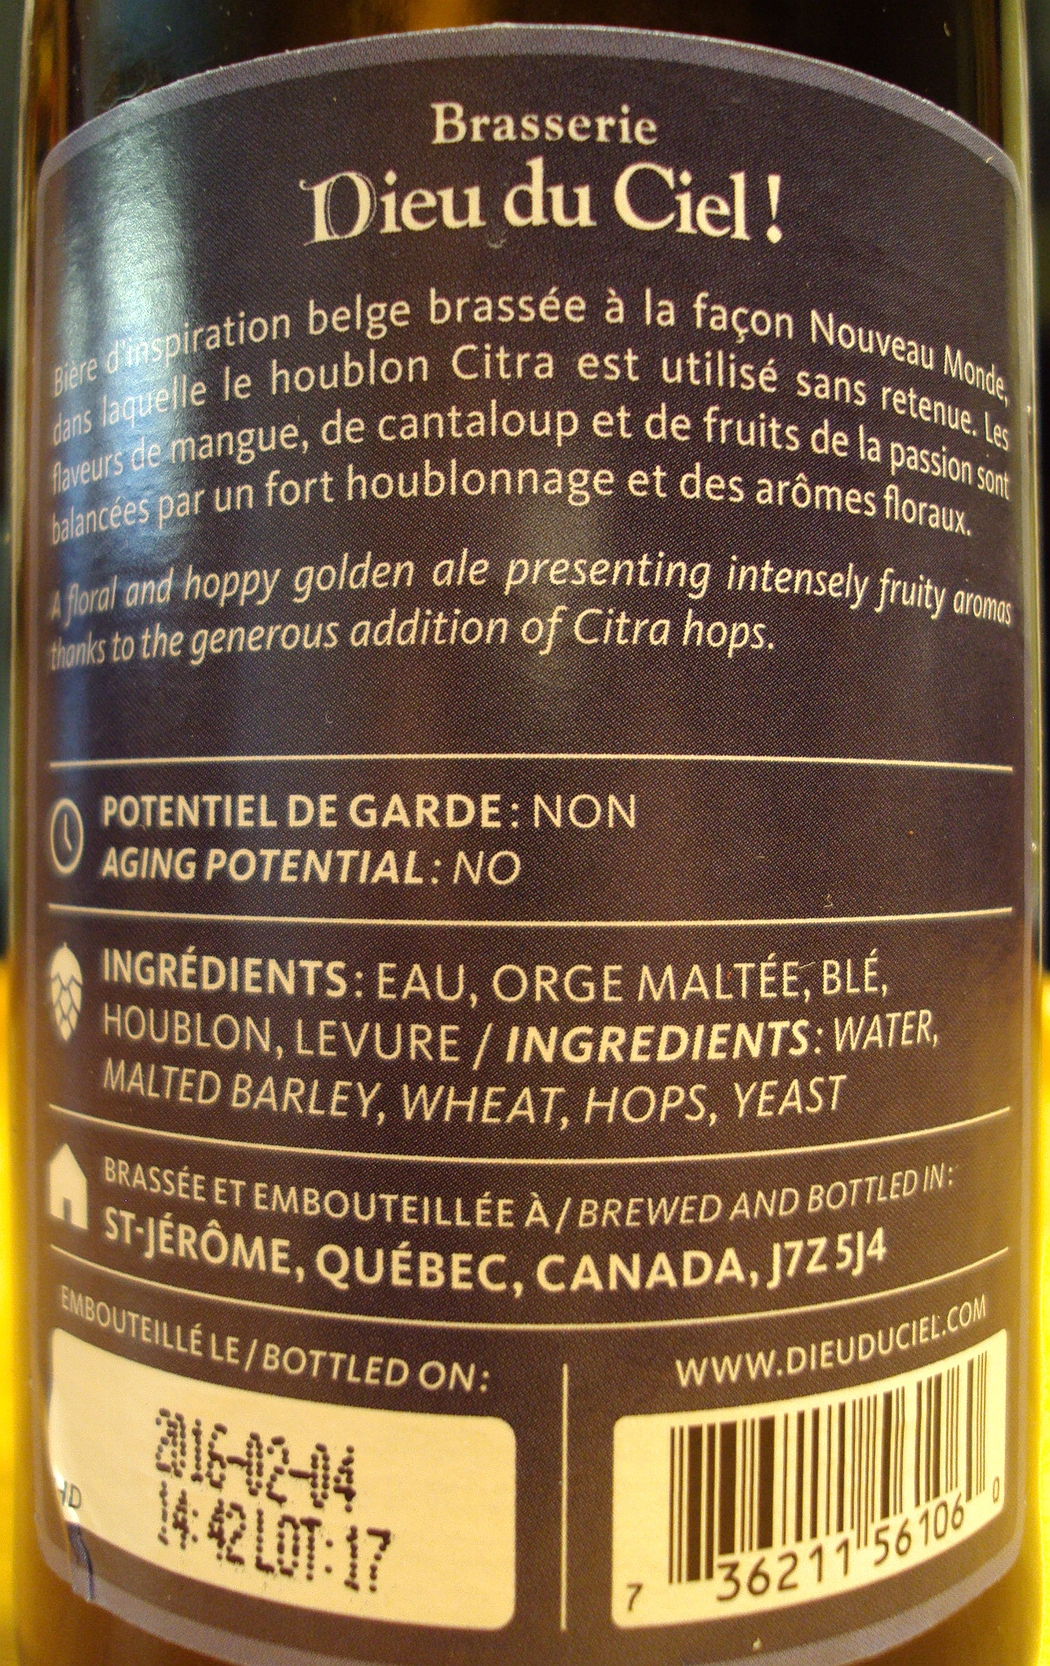 Brasserie
Dieu du Ciel!
Bière d'inspiration belge brassée à la façon Nouveau Monde,
dans laquelle le houblon Citra est utilisé sans retenue. Les
flaveurs de mangue, de cantaloup et de fruits de la passion sont
balancées par un fort houblonnage et des arômes floraux.
A floral and hoppy golden ale presenting intensely fruity aromas
thanks to the generous addition of Citra hops.
POTENTIEL DE GARDE : NON
AGING POTENTIAL : NO
INGRÉDIENTS : EAU, ORGE MALTÉE, BLÉ,
HOUBLON, LEVURE / INGREDIENTS : WATER,
MALTED BARLEY, WHEAT, HOPS, YEAST
BRASSÉE ET EMBOUTEILLÉE À / BREWED AND BOTTLED IN :
ST-JÉRÔME, QUÉBEC, CANADA, J7Z 5J4
EMBOUTEILLÉ LE / BOTTLED ON :
2016-02-04
14:42 LOT:17
WWW.DIEUDUCIEL.COM
7 36211 56106 0